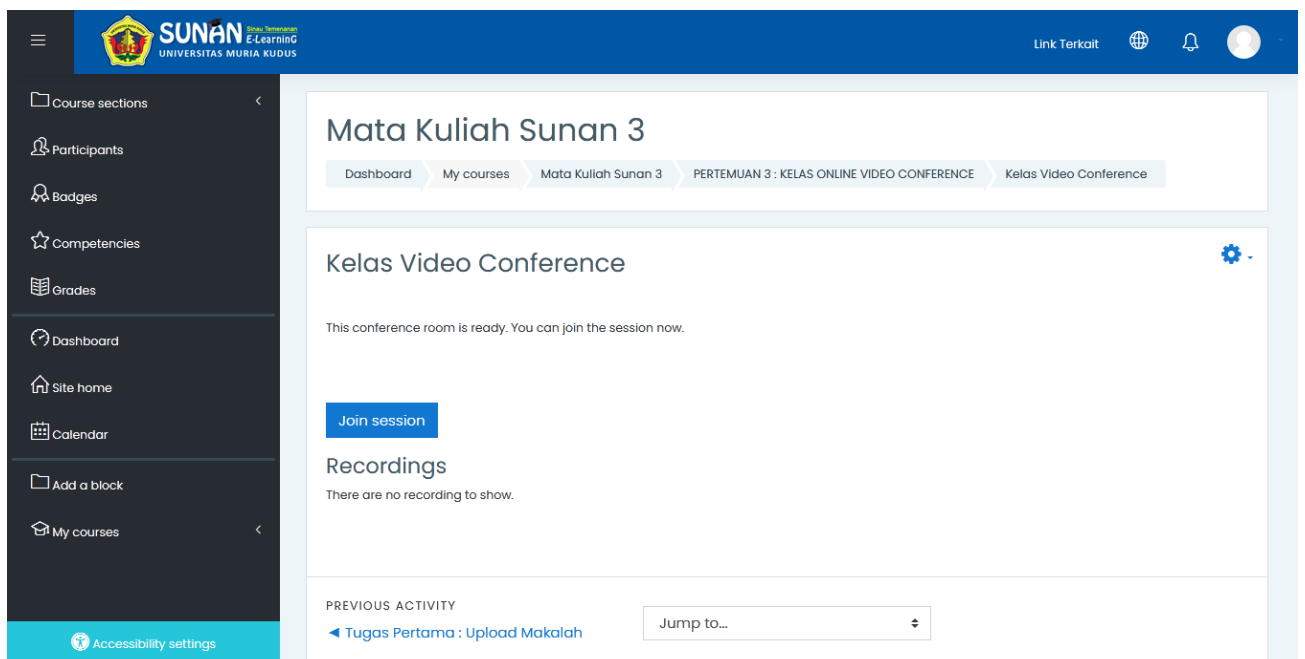 SUNAN Sinau Temenanan
E-Learning
UNIVERSITAS MURIA KUDUS
Link Terkait
Course sections
Participants
Badges
Competencies
Grades
Dashboard
Site home
Calendar
Add a block
My courses
Accessibility settings
Mata Kuliah Sunan 3
Dashboard My courses Mata Kuliah Sunan 3 PERTEMUAN 3 : KELAS ONLINE VIDEO CONFERENCE Kelas Video Conference
Kelas Video Conference
This conference room is ready. You can join the session now.
Join session
Recordings
There are no recording to show.
PREVIOUS ACTIVITY
◄ Tugas Pertama : Upload Makalah
Jump to...